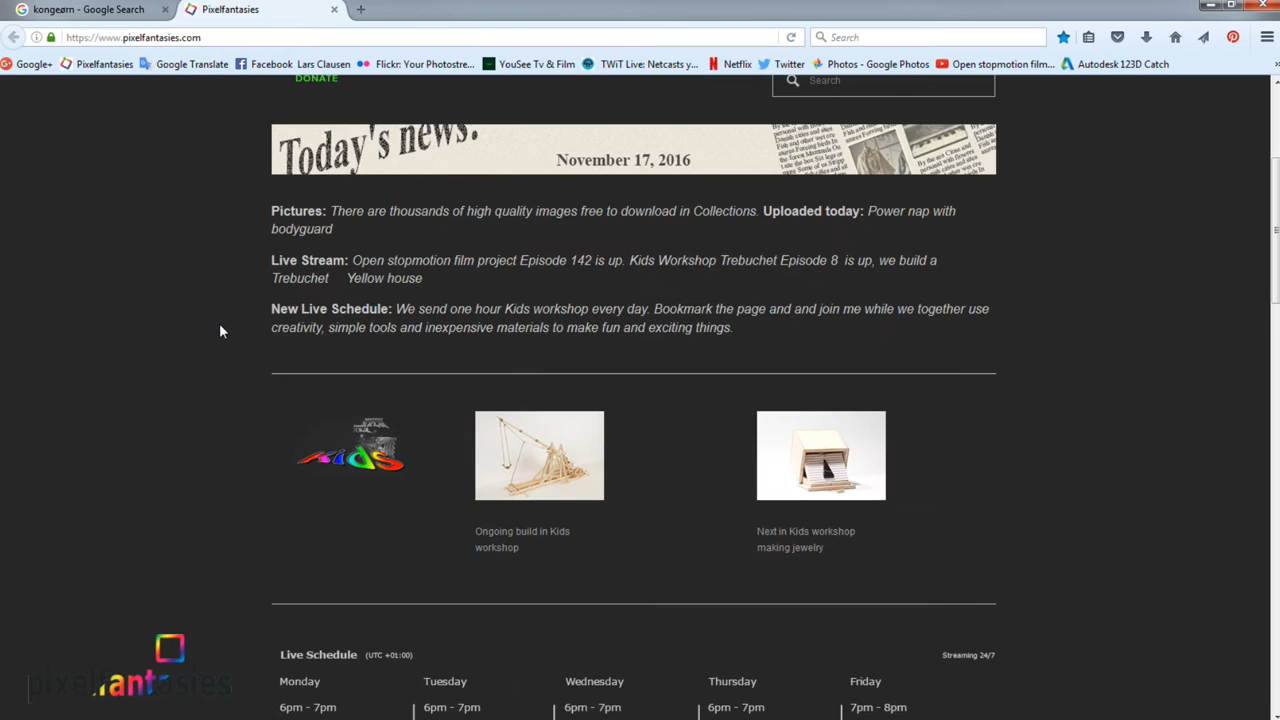 kongeørn - Google Search
Pixelfantasies
https://www.pixelfantasies.com
Search
Google+ Pixelfantasies Google Translate Facebook Lars Clausen Flickr: Your Photostre... YouSee Tv & Film TWiT Live: Netcasts y... Netflix Twitter Photos - Google Photos Open stopmotion film... Autodesk 123D Catch
DONATE
Search
Today's news.
November 17, 2016
Pictures: There are thousands of high quality images free to download in Collections. Uploaded today: Power nap with
bodyguard
Live Stream: Open stopmotion film project Episode 142 is up. Kids Workshop Trebuchet Episode 8 is up, we build a
Trebuchet Yellow house
New Live Schedule: We send one hour Kids workshop every day. Bookmark the page and and join me while we together use
creativity, simple tools and inexpensive materials to make fun and exciting things.
Kids
Ongoing build in Kids
workshop
Next in Kids workshop
making jewelry
Live Schedule (UTC +01:00)
Streaming 24/7
Monday Tuesday Wednesday Thursday Friday
6pm - 7pm 6pm - 7pm 6pm - 7pm 6pm - 7pm 7pm - 8pm
pixelfantasies